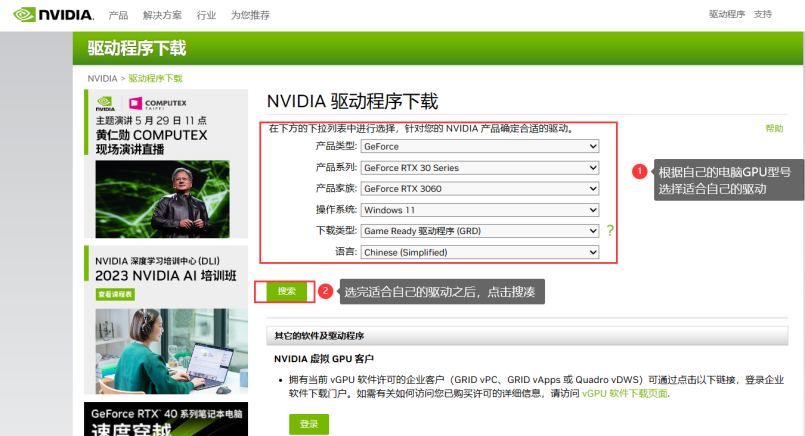 NVIDIA. 产品 解决方案 行业 为您推荐 驱动程序 支持
驱动程序下载
NVIDIA > 驱动程序下载
NVIDIA COMPUTEX
TAIPEI
主题演讲 5 月 29 日 11 点
黄仁勋 COMPUTEX
现场演讲直播
NVIDIA 深度学习培训中心 (DLI)
2023 NVIDIA AI 培训班
查看课程表
GeForce RTX™ 40 系列笔记本电脑
速度穿越
NVIDIA 驱动程序下载
在下方的下拉列表中进行选择，针对您的 NVIDIA 产品确定合适的驱动。
帮助
产品类型: GeForce
产品系列: GeForce RTX 30 Series
产品家族: GeForce RTX 3060
操作系统: Windows 11
下载类型: Game Ready 驱动程序 (GRD) ?
语言: Chinese (Simplified)
1 根据自己的电脑GPU型号
选择适合自己的驱动
搜索
2 选完适合自己的驱动之后，点击搜凑
其它的软件及驱动程序
NVIDIA 虚拟 GPU 客户
• 拥有当前 vGPU 软件许可的企业客户（GRID vPC、GRID vApps 或 Quadro vDWS）可通过点击以下链接，登录企业
软件下载门户。如需有关如何访问您已购买许可的详细信息，请访问 vGPU 软件下载页面.
登录